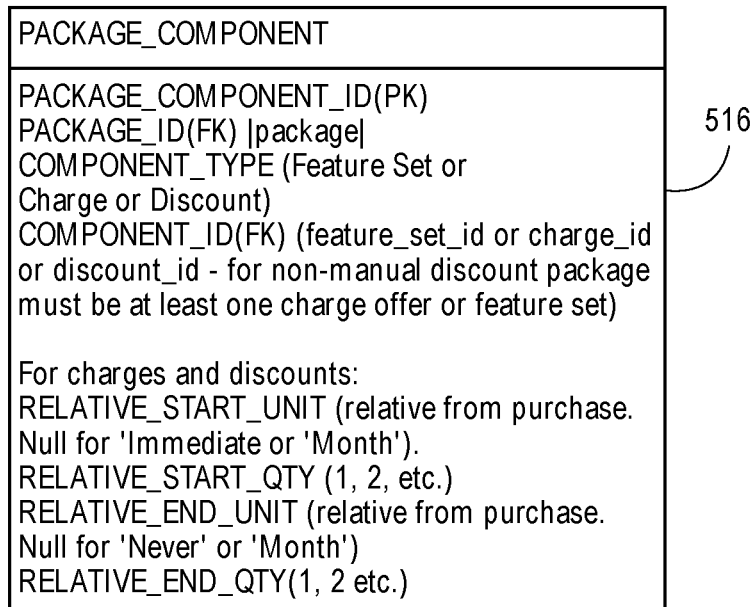 PACKAGE_COMPONENT
PACKAGE_COMPONENT_ID(PK)
PACKAGE_ID(FK) |package|
COMPONENT_TYPE (Feature Set or
Charge or Discount)
COMPONENT_ID(FK) (feature_set_id or charge_id
or discount_id - for non-manual discount package
must be at least one charge offer or feature set)
For charges and discounts:
RELATIVE_START_UNIT (relative from purchase.
Null for 'Immediate or 'Month').
RELATIVE_START_QTY (1, 2, etc.)
RELATIVE_END_UNIT (relative from purchase.
Null for 'Never' or 'Month')
RELATIVE_END_QTY(1, 2 etc.)
516